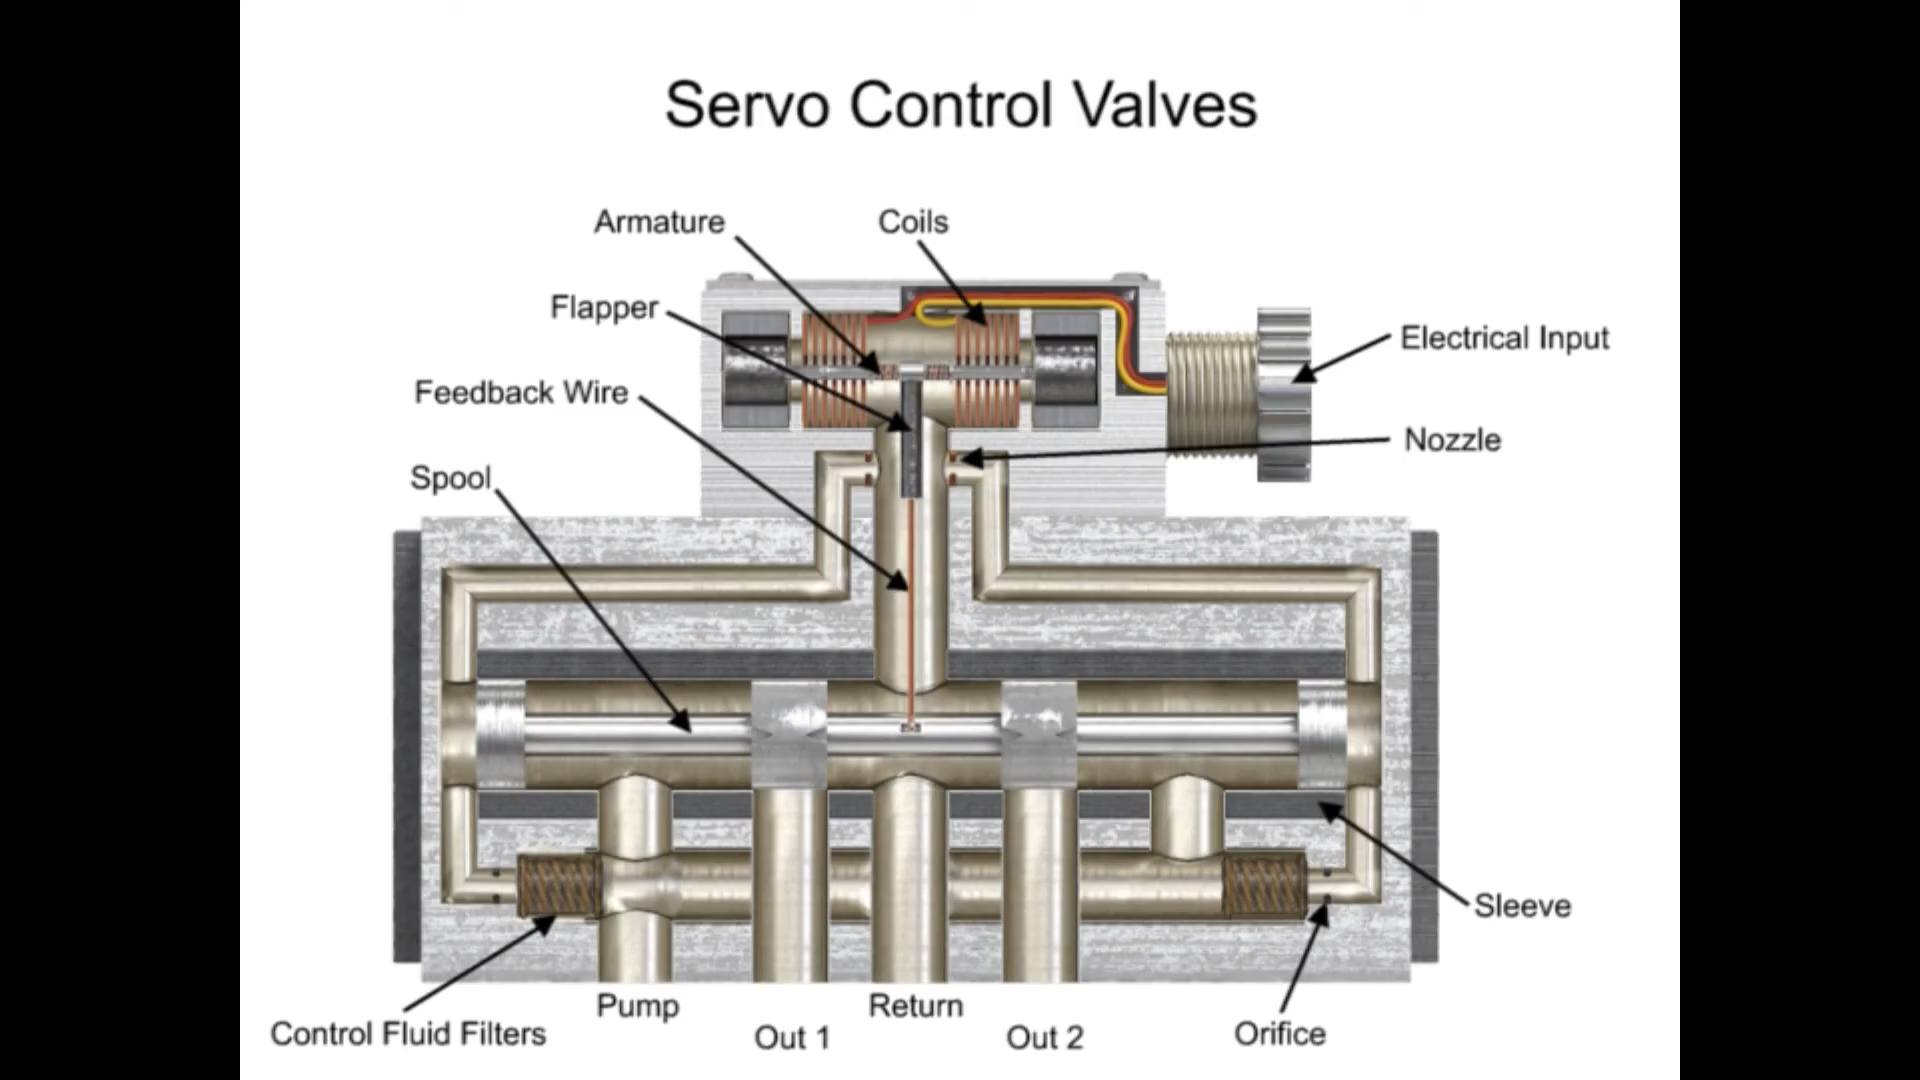 Servo Control Valves
Armature
Coils
Flapper
Electrical Input
Feedback Wire
Nozzle
Spool
Sleeve
Pump
Return
Control Fluid Filters
Out 1
Out 2
Orifice